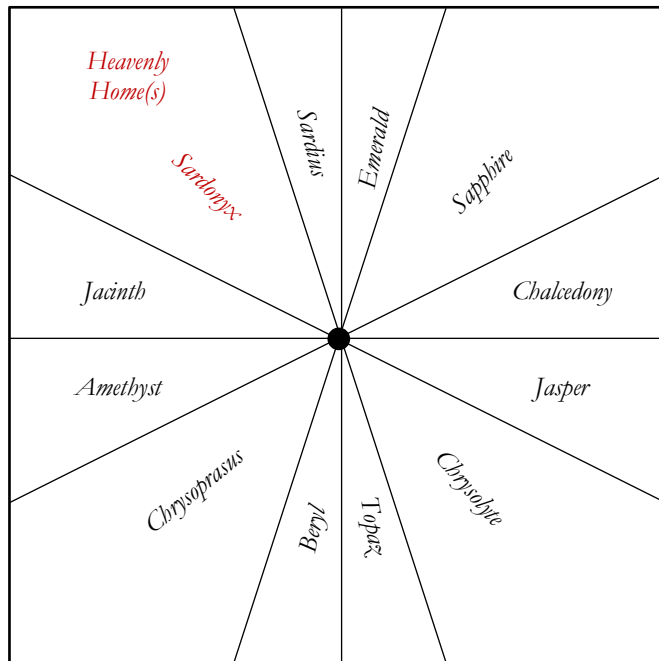 Heavenly
Home(s)
Sardius
Emerald
Sardonyx
Sapphire
Jacinth
Chalcedony
Amethyst
Jasper
Chrysoprasus
Chrysolyte
Beryl
Topaz